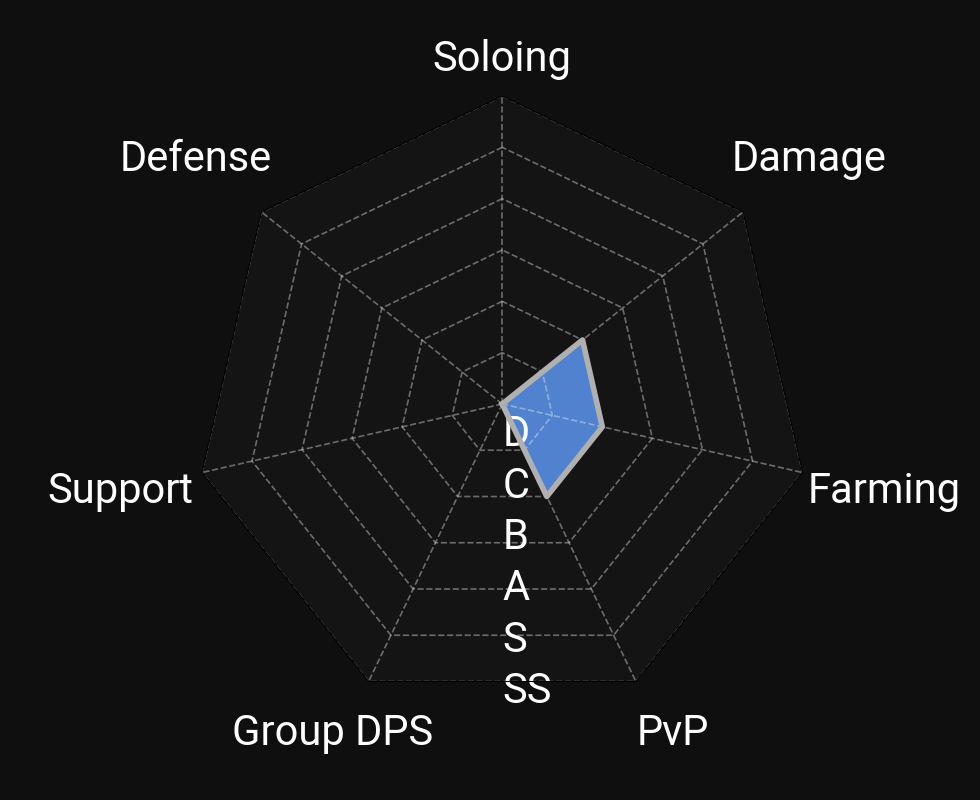 Soloing
Defense
Damage
D
C
Support
Farming
B
A
S
SS
Group DPS
PvP